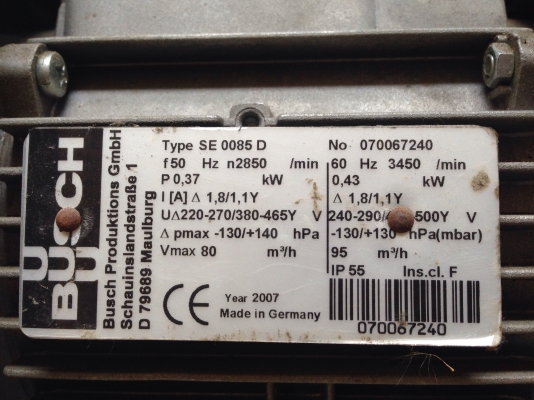 BUSCH
Busch Produktions GmbH
Schauinslandstraße 1
D 79689 Maulburg
Type SE 0085 D No 070067240
f 50 Hz n2850 /min 60 Hz 3450 /min
P 0,37 kW 0,43 kW
I [A] Δ 1,8/1,1Y Δ 1,8/1,1Y
UΔ220-270/380-465Y V 240-290/ 500Y V
Δ pmax -130/+140 hPa -130/+130 hPa(mbar)
Vmax 80 m³/h 95 m³/h
IP 55 Ins.cl. F
CE
Year 2007
Made in Germany
070067240